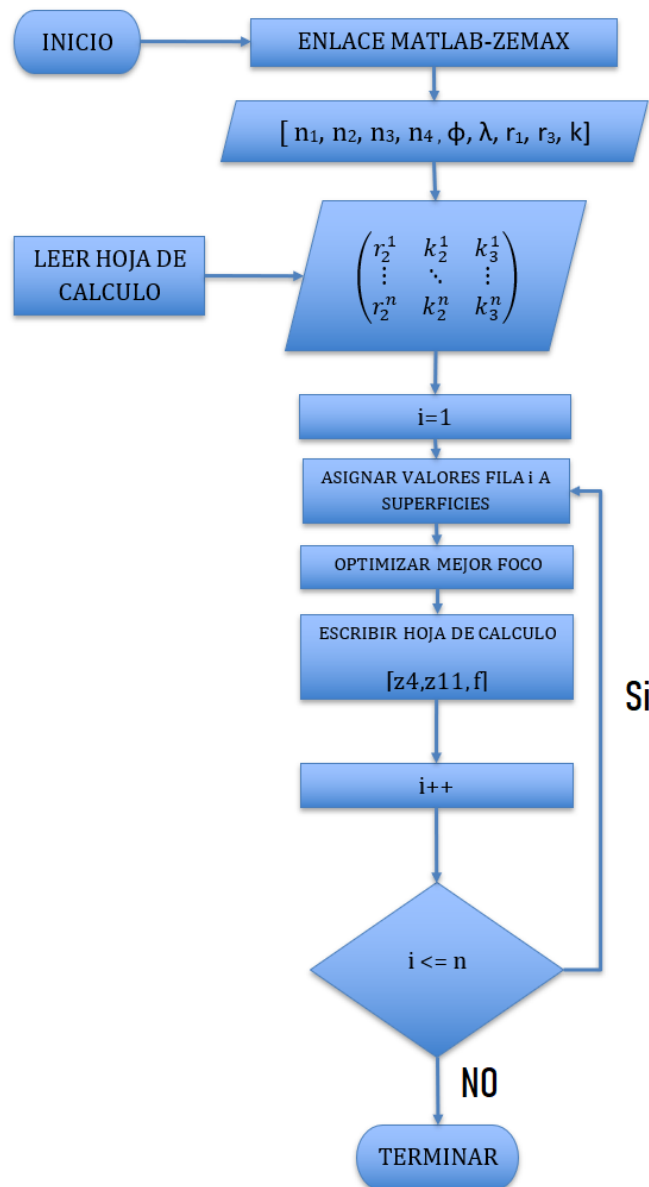 INICIO
ENLACE MATLAB-ZEMAX
[ n₁, n₂, n₃, n₄ , ϕ, λ, r₁, r₃, k]
LEER HOJA DE
CALCULO
r₂¹ k₂¹ k₃¹
⋮ ⋱ ⋮
r₂ⁿ k₂ⁿ k₃ⁿ
i=1
ASIGNAR VALORES FILA i A
SUPERFICIES
OPTIMIZAR MEJOR FOCO
ESCRIBIR HOJA DE CALCULO
⌈z4,z11,f⌉
Si
i++
i <= n
NO
TERMINAR